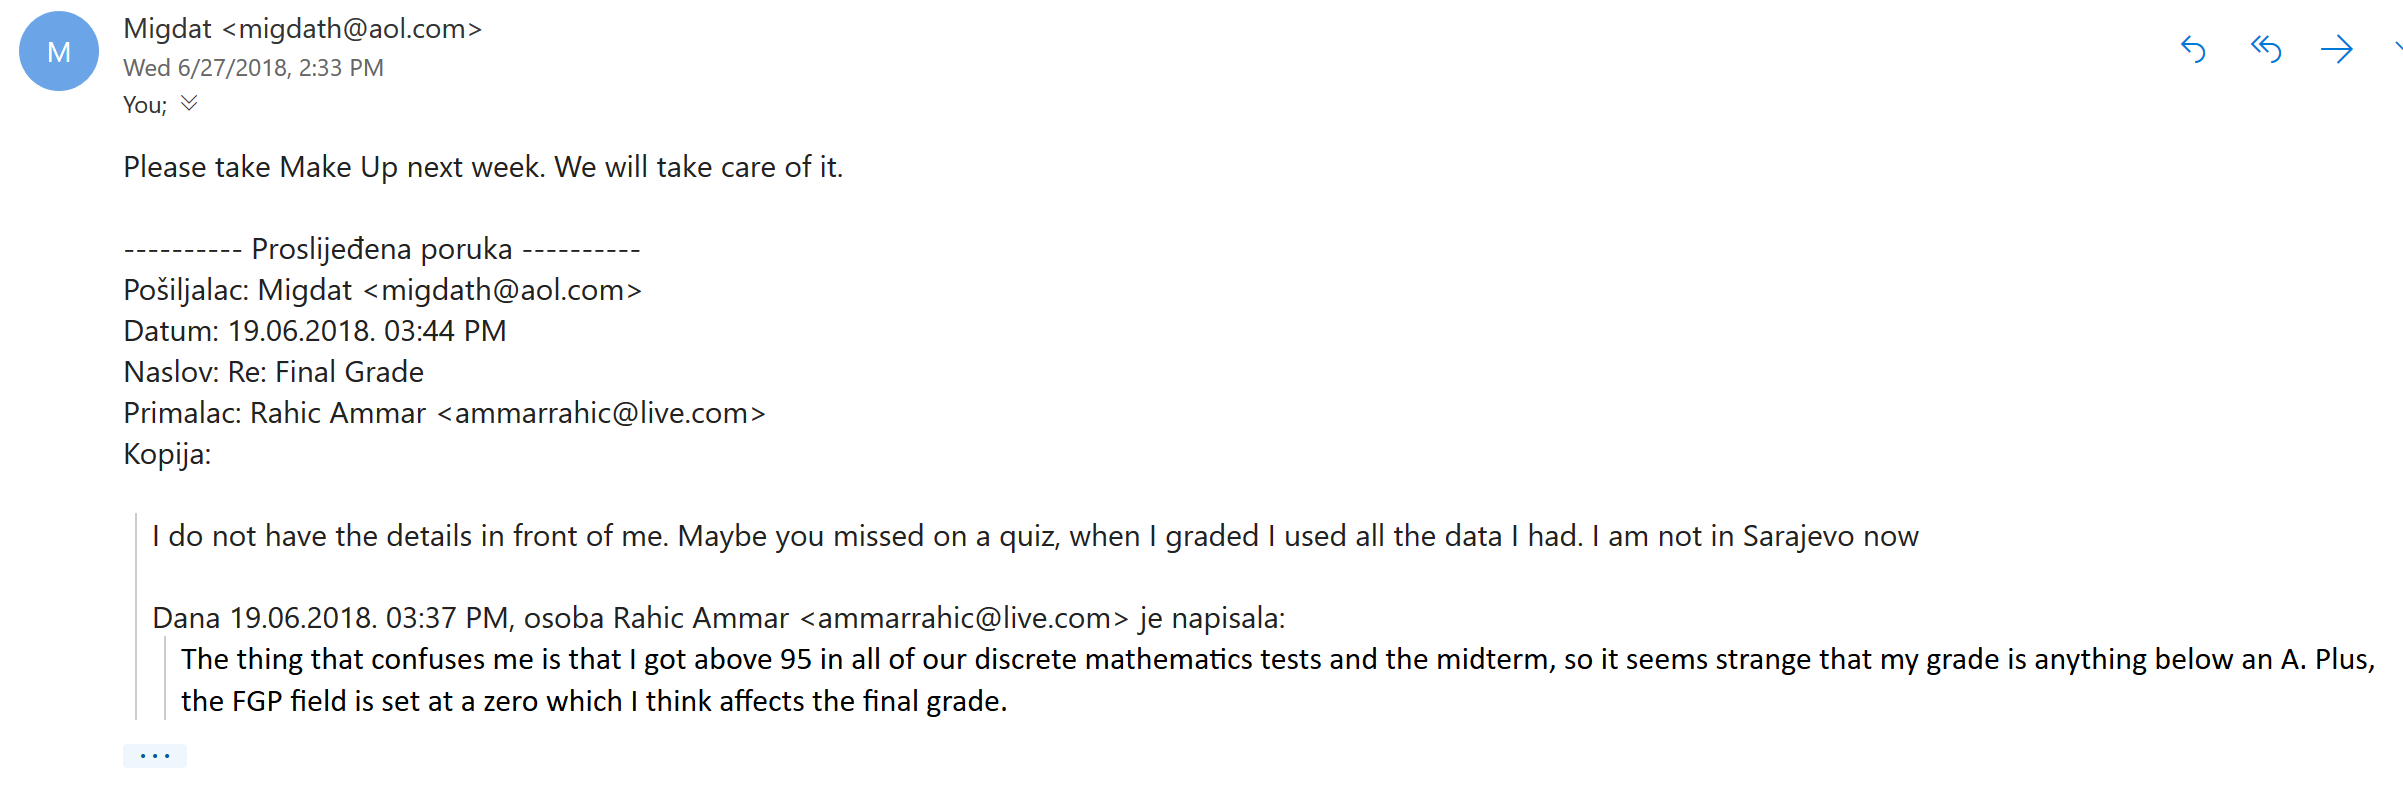 M
Migdat <migdath@aol.com>
Wed 6/27/2018, 2:33 PM
You;
Please take Make Up next week. We will take care of it.
---------- Proslijeđena poruka ----------
Pošiljalac: Migdat <migdath@aol.com>
Datum: 19.06.2018. 03:44 PM
Naslov: Re: Final Grade
Primalac: Rahic Ammar <ammarrahic@live.com>
Kopija:
I do not have the details in front of me. Maybe you missed on a quiz, when I graded I used all the data I had. I am not in Sarajevo now
Dana 19.06.2018. 03:37 PM, osoba Rahic Ammar <ammarrahic@live.com> je napisala:
The thing that confuses me is that I got above 95 in all of our discrete mathematics tests and the midterm, so it seems strange that my grade is anything below an A. Plus,
the FGP field is set at a zero which I think affects the final grade.
...